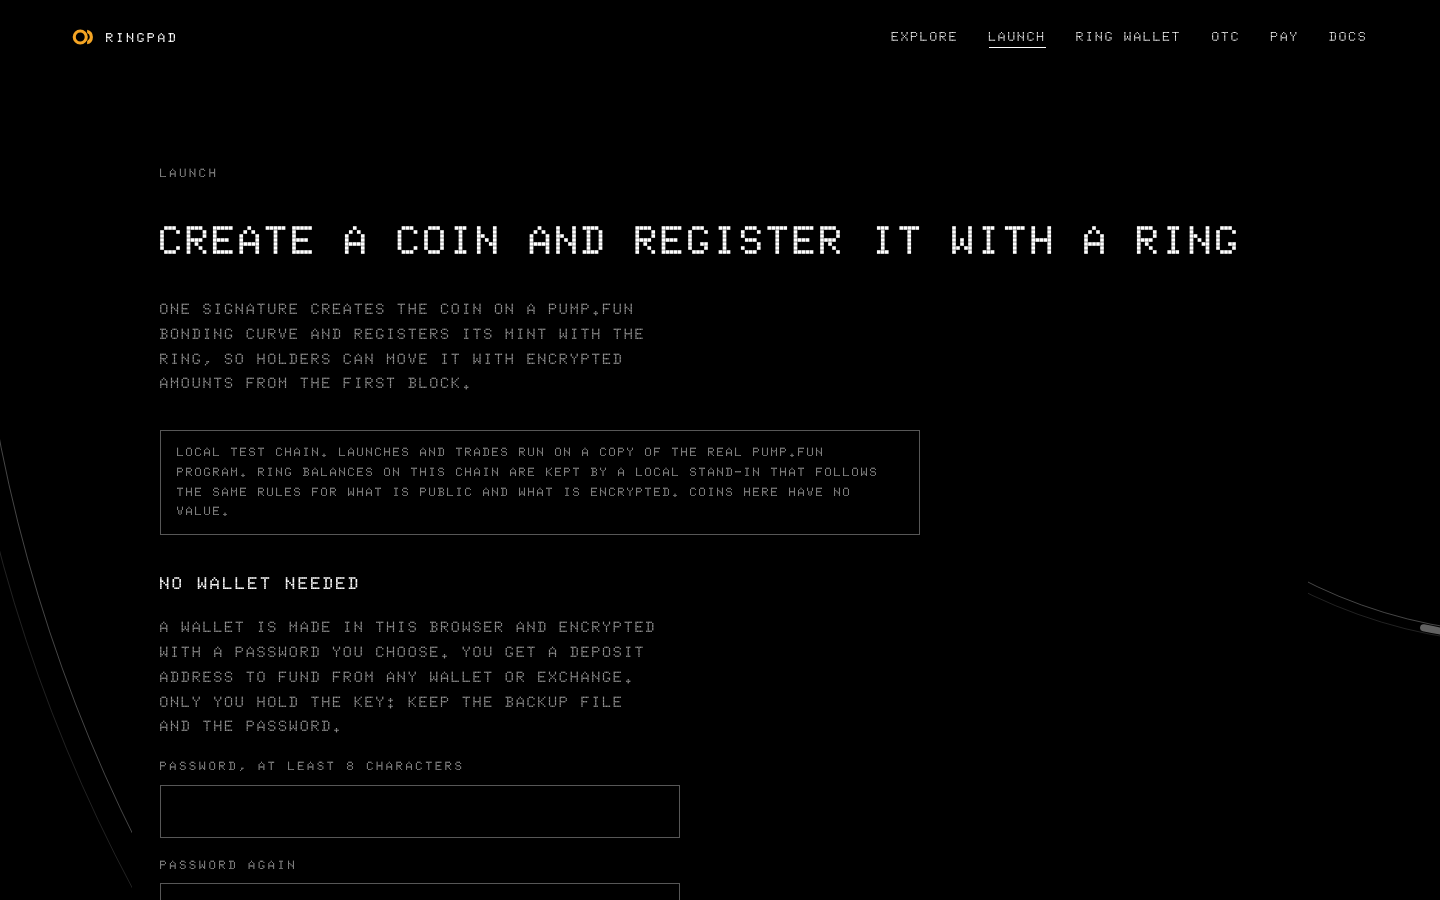 RINGPAD
EXPLORE LAUNCH RING WALLET OTC PAY DOCS
LAUNCH
CREATE A COIN AND REGISTER IT WITH A RING
ONE SIGNATURE CREATES THE COIN ON A PUMP.FUN
BONDING CURVE AND REGISTERS ITS MINT WITH THE
RING, SO HOLDERS CAN MOVE IT WITH ENCRYPTED
AMOUNTS FROM THE FIRST BLOCK.
LOCAL TEST CHAIN. LAUNCHES AND TRADES RUN ON A COPY OF THE REAL PUMP.FUN
PROGRAM. RING BALANCES ON THIS CHAIN ARE KEPT BY A LOCAL STAND-IN THAT FOLLOWS
THE SAME RULES FOR WHAT IS PUBLIC AND WHAT IS ENCRYPTED. COINS HERE HAVE NO
VALUE.
NO WALLET NEEDED
A WALLET IS MADE IN THIS BROWSER AND ENCRYPTED
WITH A PASSWORD YOU CHOOSE. YOU GET A DEPOSIT
ADDRESS TO FUND FROM ANY WALLET OR EXCHANGE.
ONLY YOU HOLD THE KEY: KEEP THE BACKUP FILE
AND THE PASSWORD.
PASSWORD, AT LEAST 8 CHARACTERS
PASSWORD AGAIN